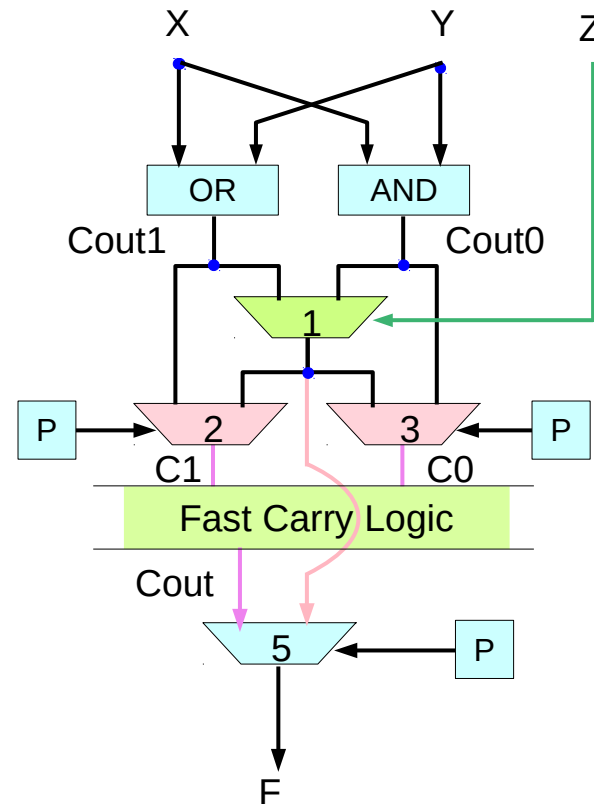 X Y Z
OR AND
Cout1 Cout0
1
P 2 3 P
C1 C0
Fast Carry Logic
Cout
5 P
F